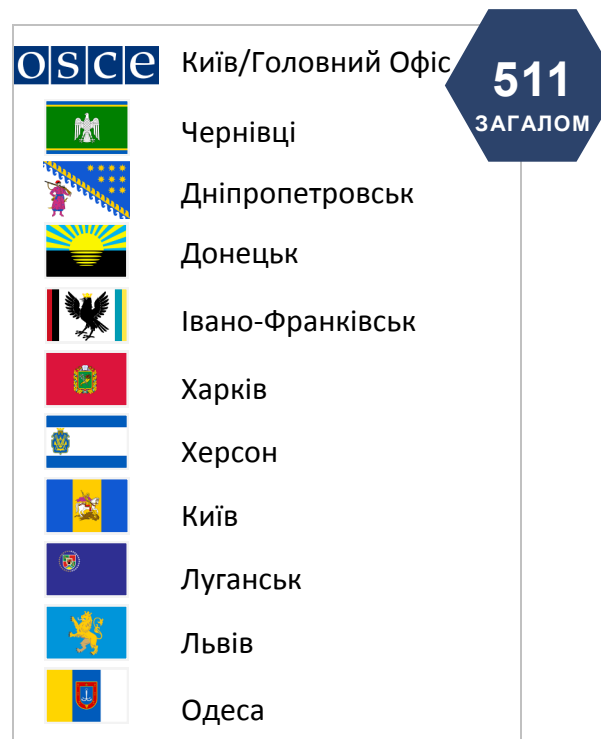 osce Київ/Головний Офіс
511
ЗАГАЛОМ
Чернівці
Дніпропетровськ
Донецьк
Івано-Франківськ
Харків
Херсон
Київ
Луганськ
Львів
Одеса